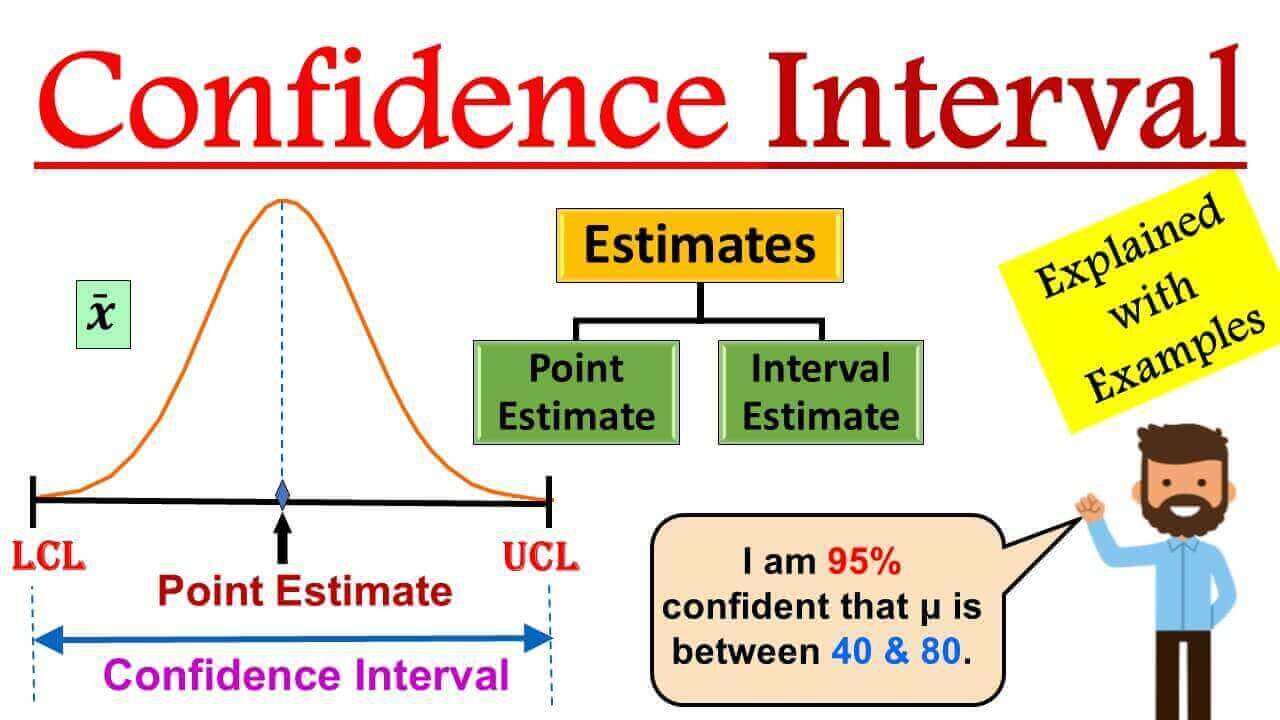 Confidence Interval
x̄
Estimates
Point
Estimate
Interval
Estimate
Explained
with
Examples
LCL
UCL
Point Estimate
Confidence Interval
I am 95%
confident that μ is
between 40 & 80.